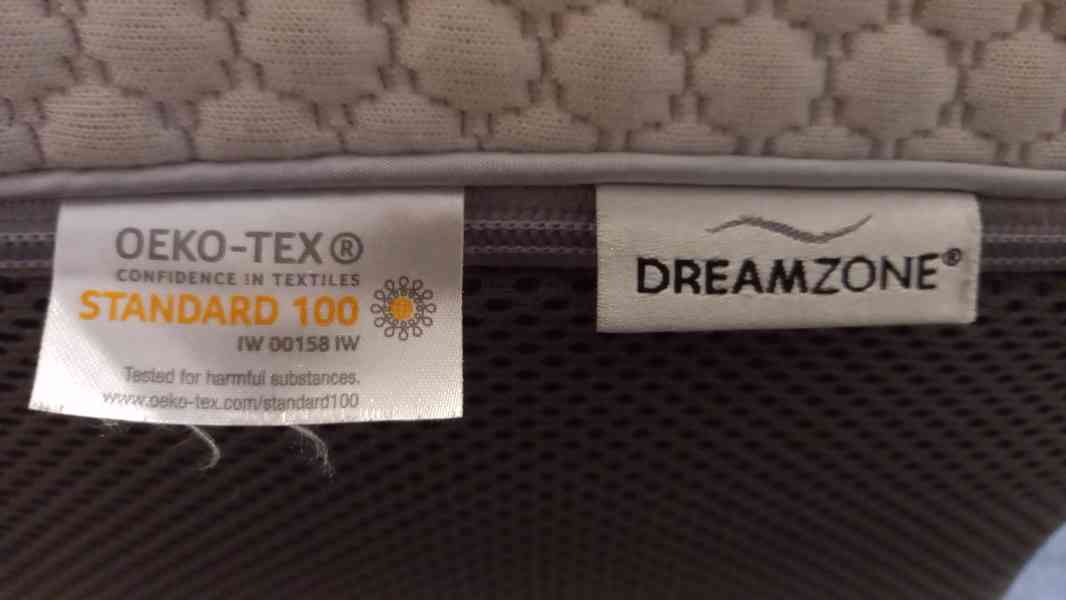 OEKO-TEX®
CONFIDENCE IN TEXTILES
STANDARD 100
IW 00158 IW
Tested for harmful substances.
www.oeko-tex.com/standard100
DREAMZONE®